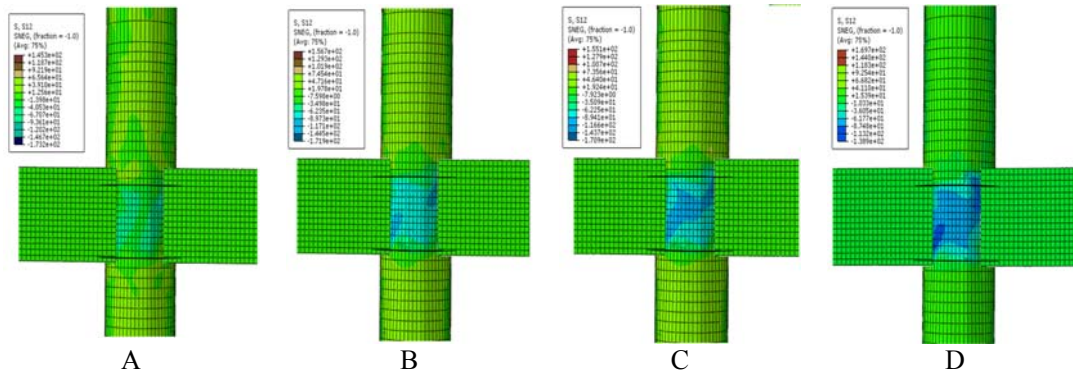 S, S12
SNEG, (fraction = -1.0)
(Avg: 75%)
+1.453e+02
+1.187e+02
+9.219e+01
+6.566e+01
+3.910e+01
+1.256e+01
-1.398e+01
-4.053e+01
-6.707e+01
-9.361e+01
-1.202e+02
-1.467e+02
-1.732e+02
S, S12
SNEG, (fraction = -1.0)
(Avg: 75%)
+1.567e+02
+1.293e+02
+1.019e+02
+7.454e+01
+4.716e+01
+1.978e+01
-7.598e+00
-3.498e+01
-6.235e+01
-8.973e+01
-1.171e+02
-1.445e+02
-1.719e+02
S, S12
SNEG, (fraction = -1.0)
(Avg: 75%)
+1.551e+02
+1.279e+02
+1.007e+02
+7.356e+01
+4.640e+01
+1.924e+01
-7.923e+00
-3.509e+01
-6.225e+01
-8.941e+01
-1.166e+02
-1.437e+02
-1.709e+02
S, S12
SNEG, (fraction = -1.0)
(Avg: 75%)
+1.697e+02
+1.440e+02
+1.183e+02
+9.254e+01
+6.682e+01
+4.110e+01
+1.539e+01
-1.033e+01
-3.605e+01
-6.177e+01
-8.748e+01
-1.132e+02
-1.389e+02
A B C D